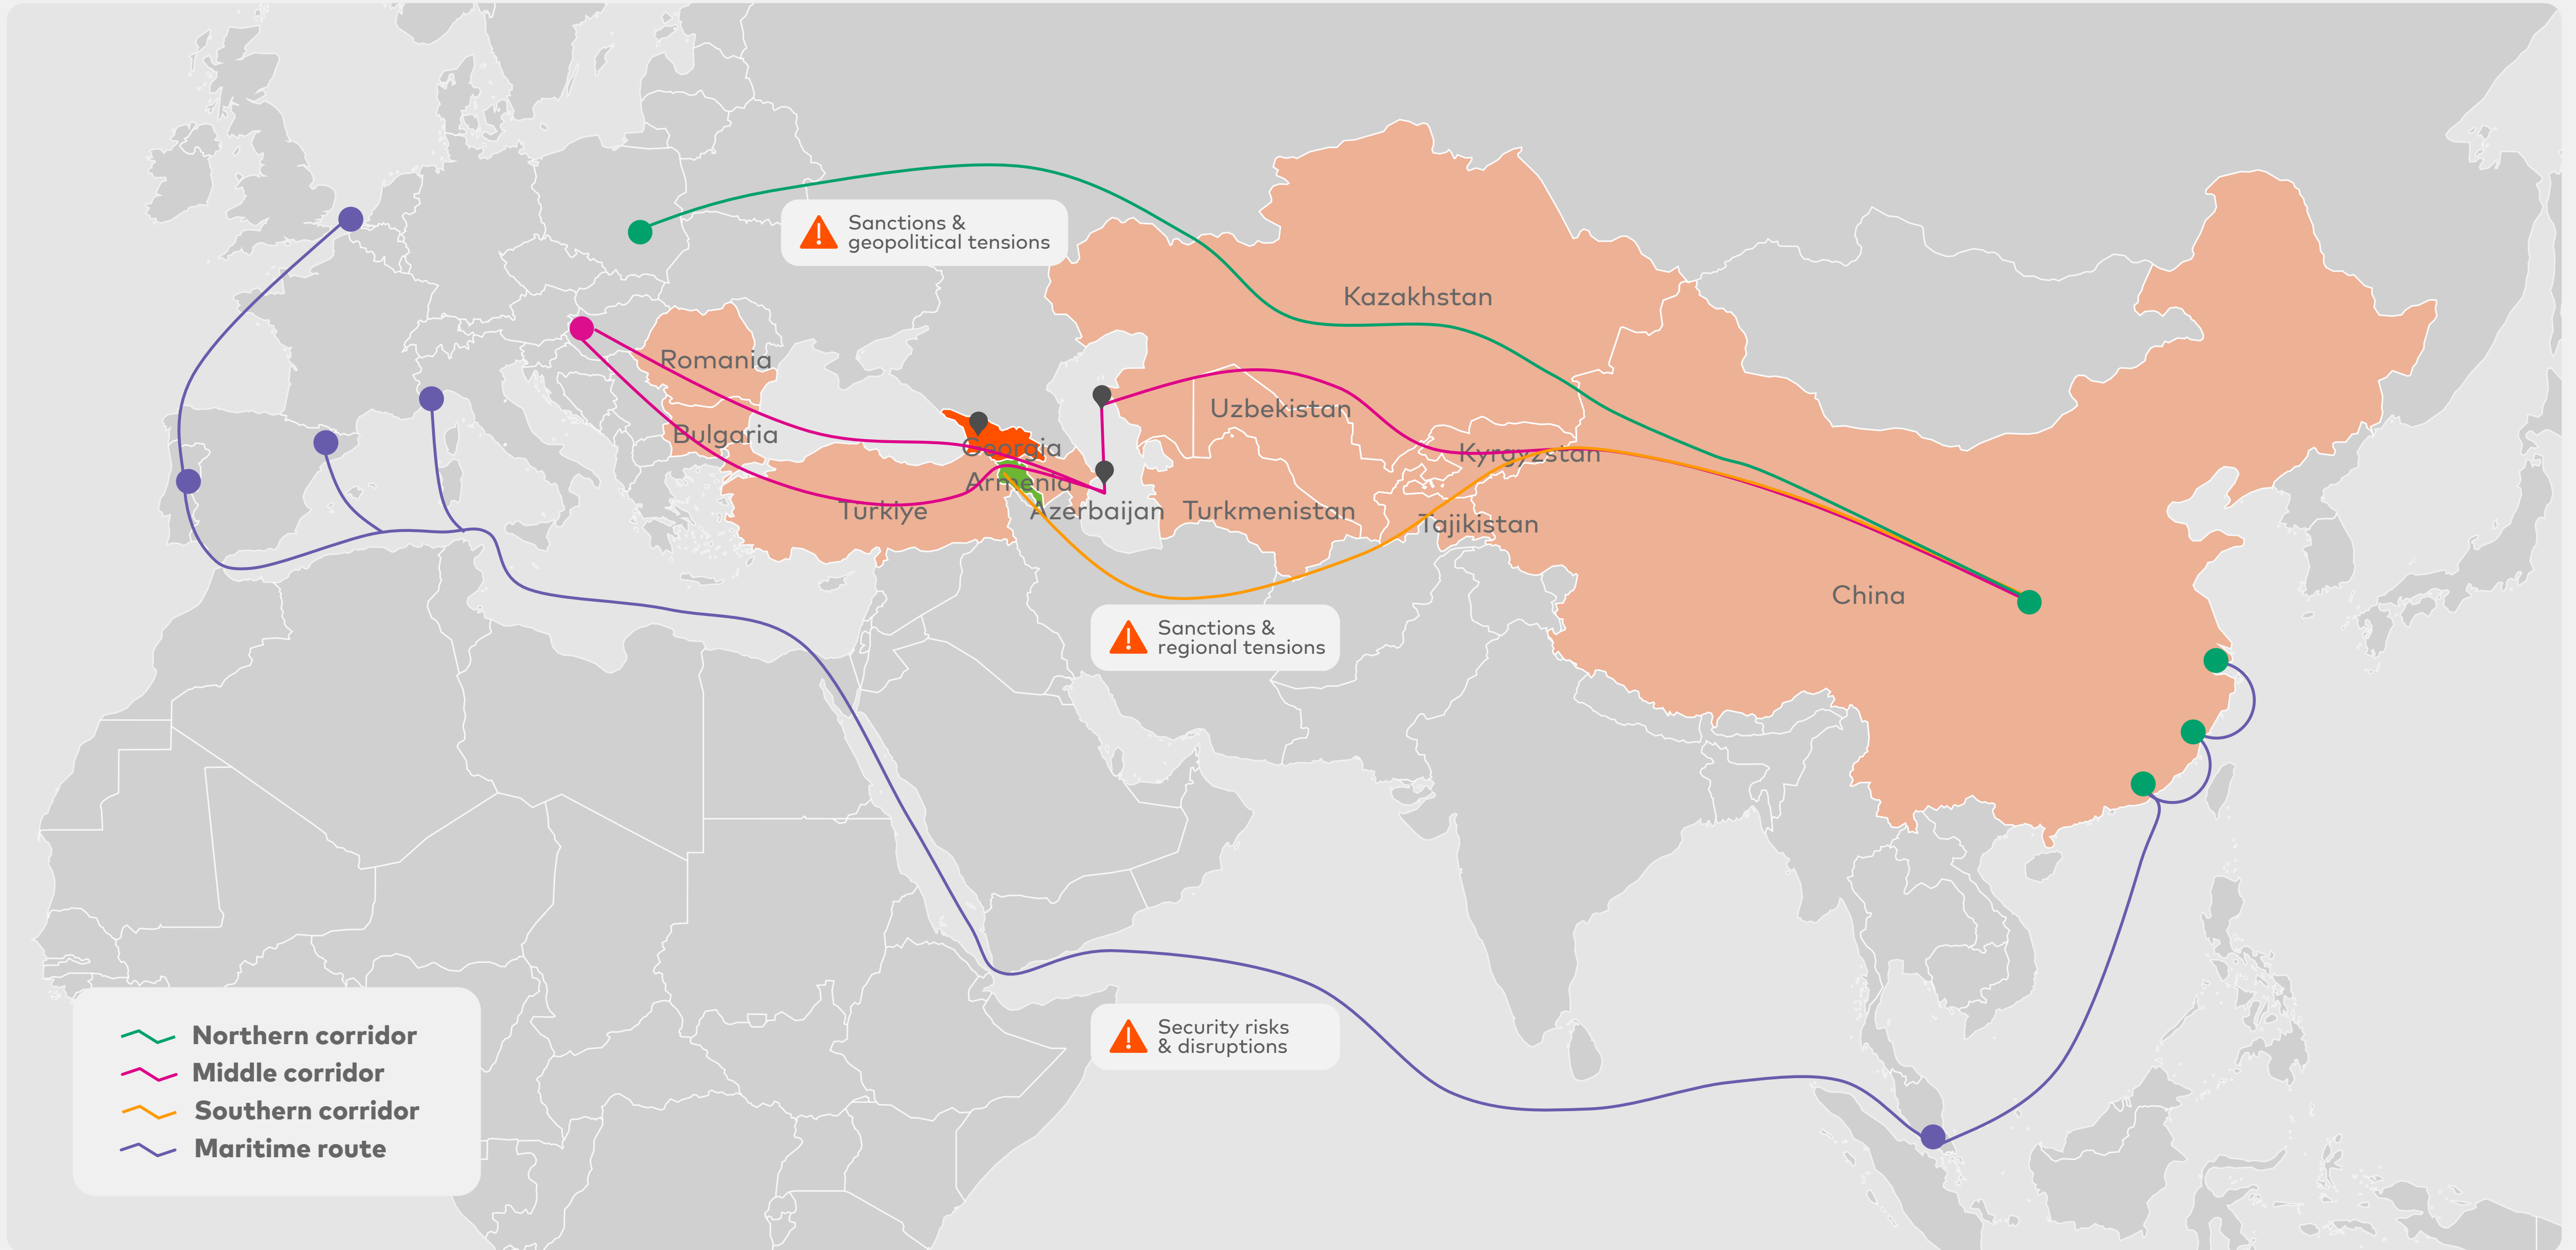 Sanctions &
geopolitical tensions
Kazakhstan
Romania
Uzbekistan
Bulgaria
Georgia
Kyrgyzstan
Armenia
Turkiye
Azerbaijan
Turkmenistan
Tajikistan
China
Sanctions &
regional tensions
Security risks
& disruptions
Northern corridor
Middle corridor
Southern corridor
Maritime route